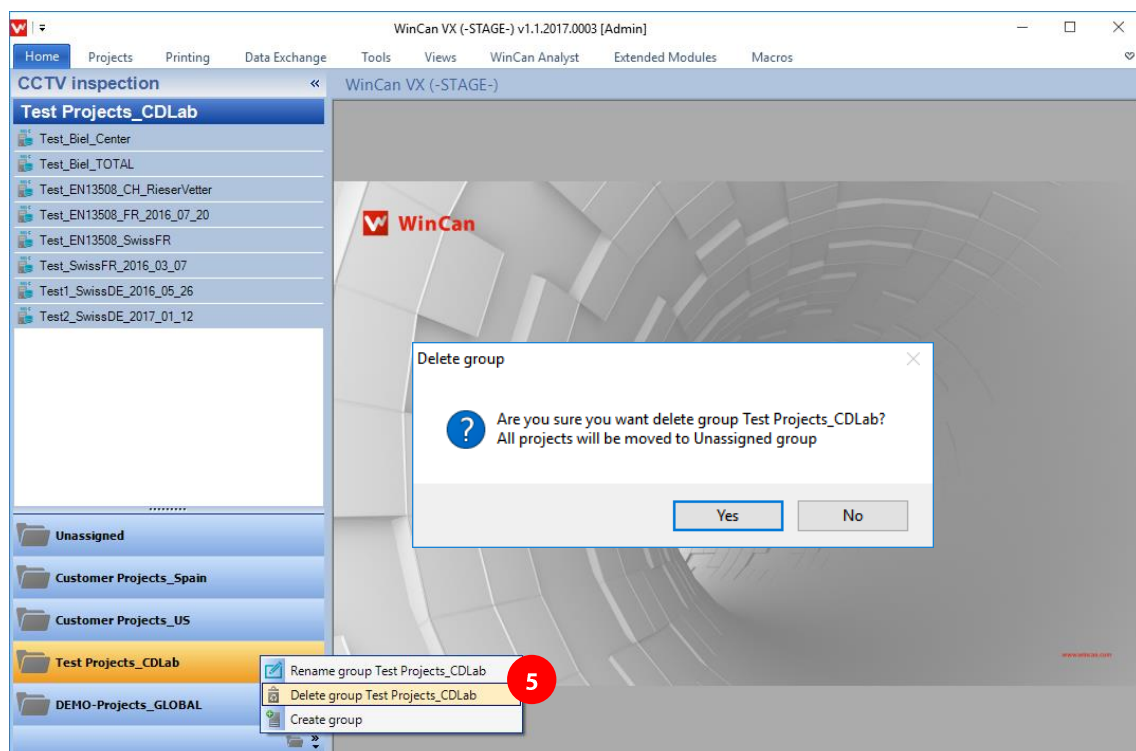 WinCan VX (-STAGE-) v1.1.2017.0003 [Admin]
Home Projects Printing Data Exchange Tools Views WinCan Analyst Extended Modules Macros
CCTV inspection «
WinCan VX (-STAGE-)
Test Projects_CDLab
Test_Biel_Center
Test_Biel_TOTAL
Test_EN13508_CH_RieserVetter
Test_EN13508_FR_2016_07_20
Test_EN13508_SwissFR
Test_SwissFR_2016_03_07
Test1_SwissDE_2016_05_26
Test2_SwissDE_2017_01_12
WinCan
Delete group
Are you sure you want delete group Test Projects_CDLab?
All projects will be moved to Unassigned group
Yes No
Unassigned
Customer Projects_Spain
Customer Projects_US
Test Projects_CDLab
DEMO-Projects_GLOBAL
Rename group Test Projects_CDLab
Delete group Test Projects_CDLab
Create group
5
www.wincan.com